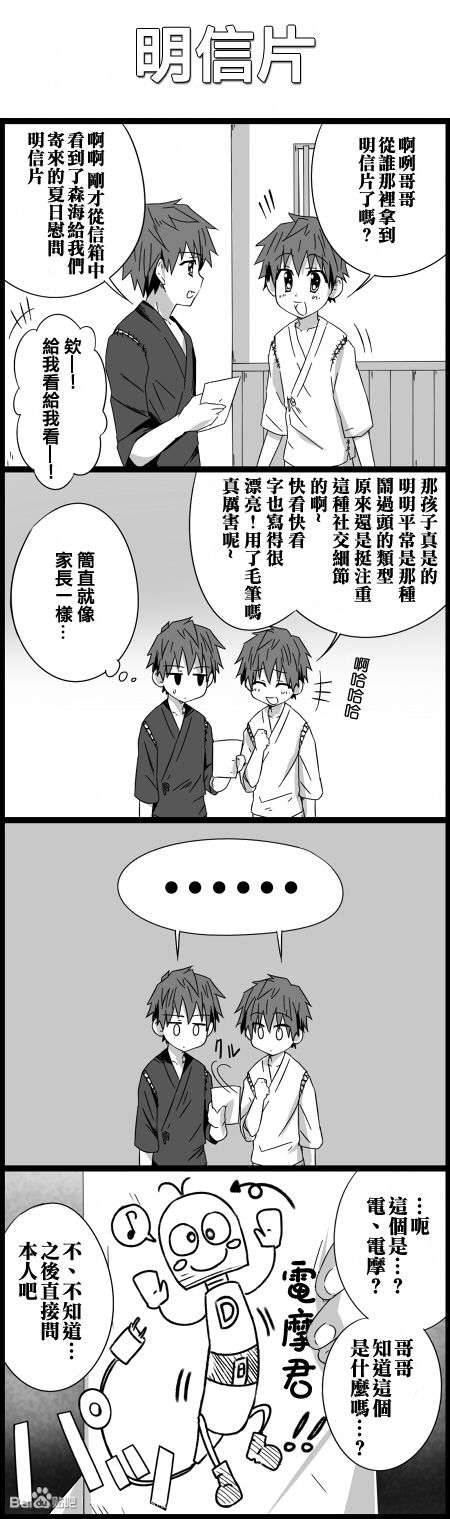 明信片
啊咧哥哥
從誰那裡拿到
明信片了嗎?
啊啊 剛才從信箱中
看到了森海給我們
寄來的夏日慰問
明信片
欸—!
給我看給我看—!
那孩子真是的
明明平常是那種
鬧過頭的類型
原來還是挺注重
這種社交細節
的啊~
快看快看
字也寫得很
漂亮!用了毛筆嗎
真厲害呢~
簡直就像
家長一樣…
啊哈哈哈
••••••
クル
…呃
這個是…?
電、電摩?
哥哥
知道這個
是什麼嗎…?
電摩君!!
D
B
不、不知道…
之後直接問
本人吧
Bai du 贴吧